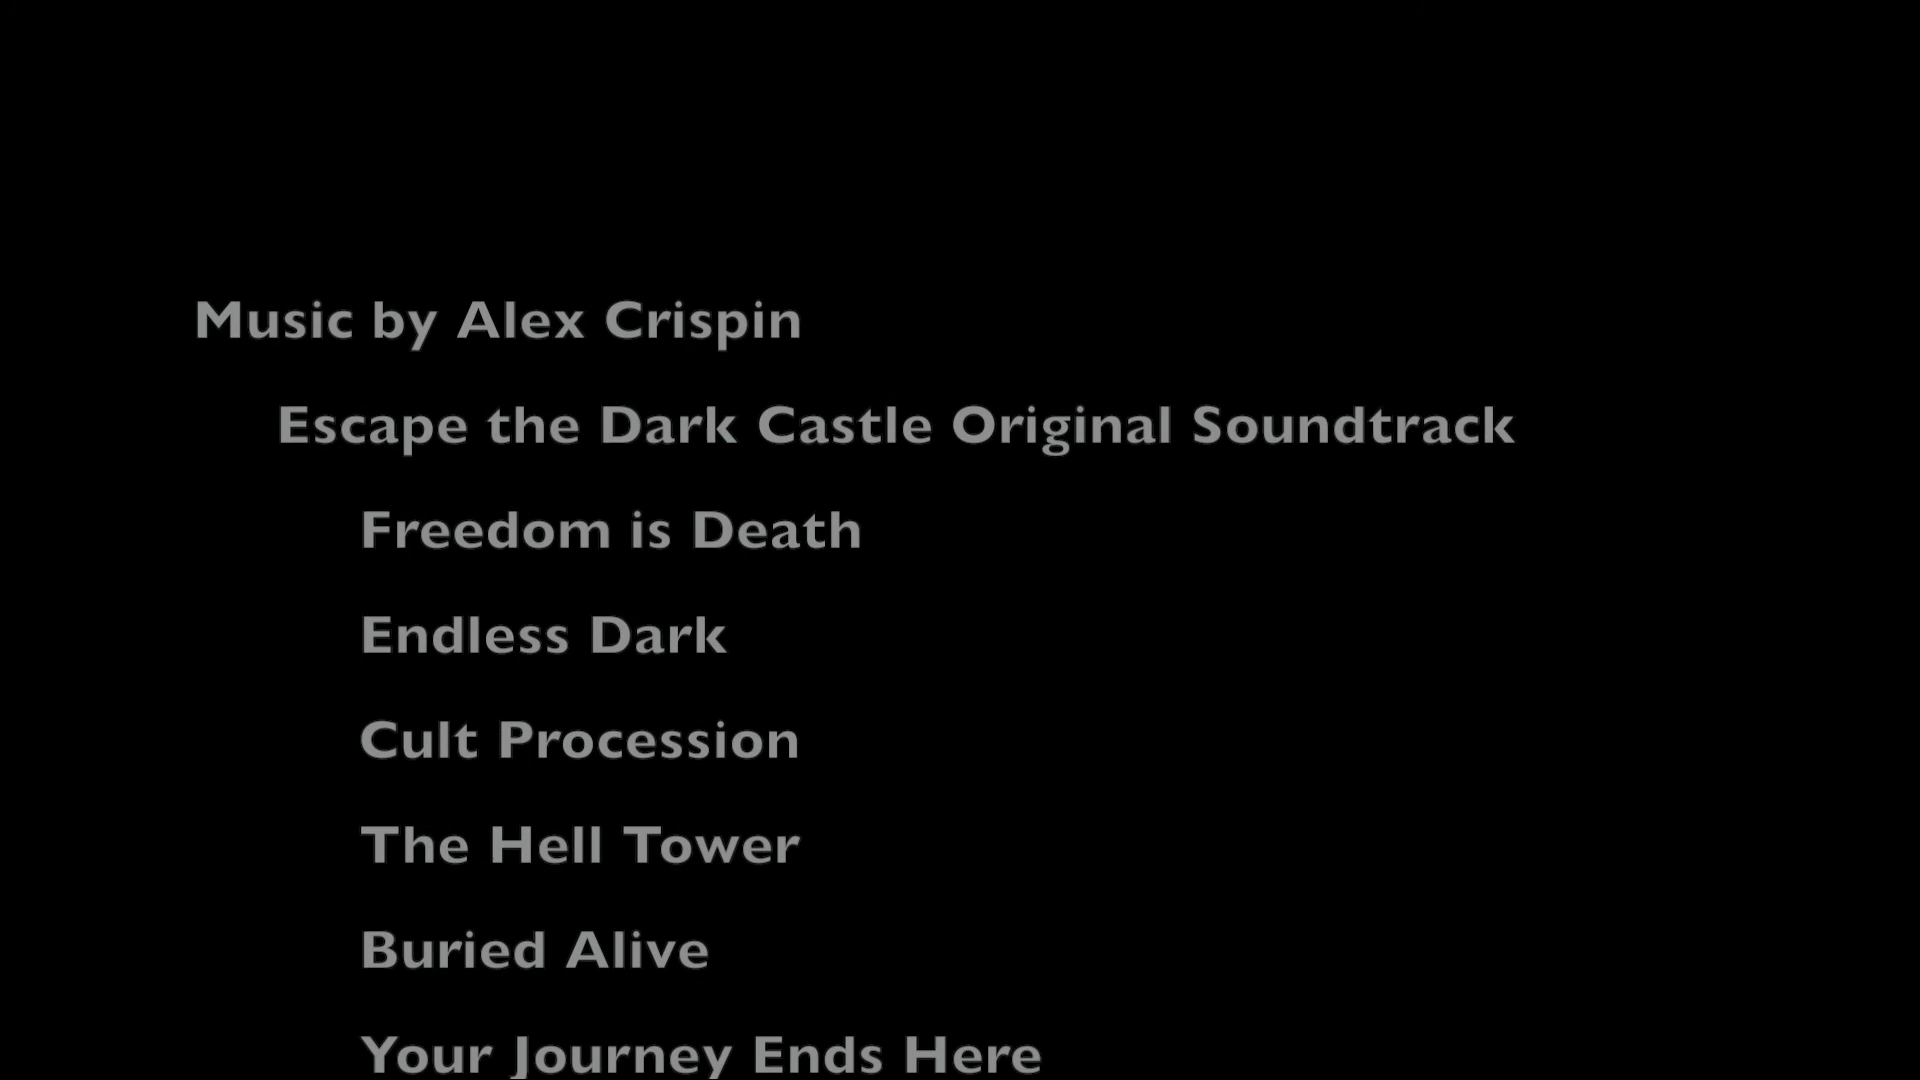 Music by Alex Crispin
Escape the Dark Castle Original Soundtrack
Freedom is Death
Endless Dark
Cult Procession
The Hell Tower
Buried Alive
Your Journey Ends Here